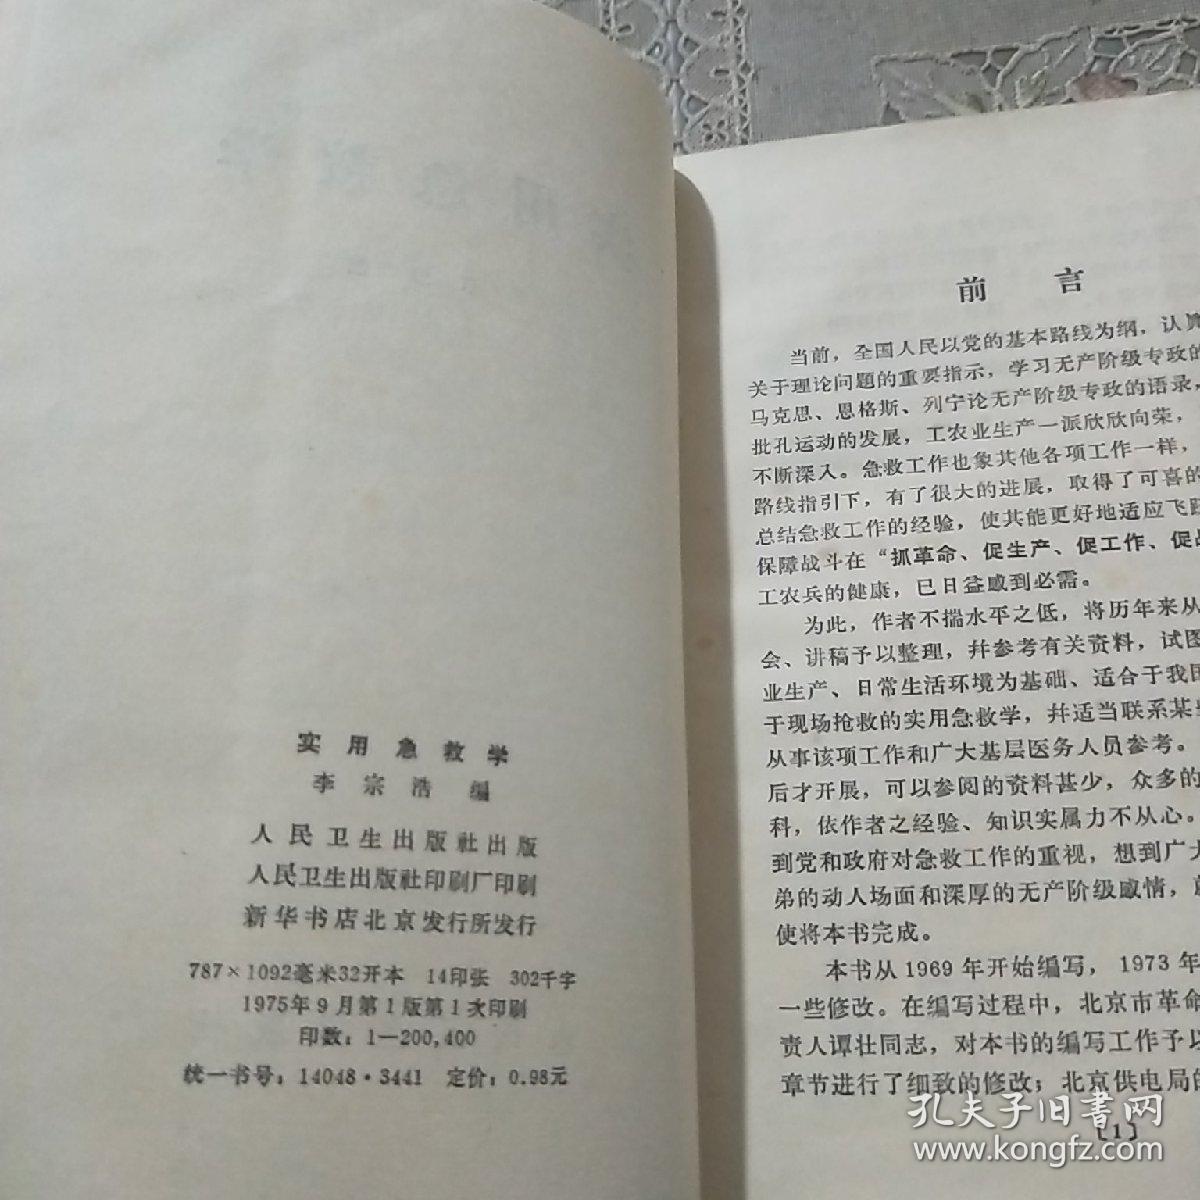 实用急救学
李宗浩 编
人民卫生出版社出版
人民卫生出版社印刷厂印刷
新华书店北京发行所发行
787×1092毫米32开本 14印张 302千字
1975年9月第1版第1次印刷
印数：1—200,400
统一书号：14048·3441 定价：0.98元
前言
当前，全国人民以党的基本路线为纲，认真
关于理论问题的重要指示，学习无产阶级专政的
马克思、恩格斯、列宁论无产阶级专政的语录，
批孔运动的发展，工农业生产一派欣欣向荣，
不断深入。急救工作也象其他各项工作一样，
路线指引下，有了很大的进展，取得了可喜的
总结急救工作的经验，使其能更好地适应飞跃
保障战斗在“抓革命、促生产、促工作、促战
工农兵的健康，已日益感到必需。
为此，作者不揣水平之低，将历年来从
会、讲稿予以整理，并参考有关资料，试图
业生产、日常生活环境为基础、适合于我国
于现场抢救的实用急救学，并适当联系某些
从事该项工作和广大基层医务人员参考。
后才开展，可以参阅的资料甚少，众多的
科，依作者之经验、知识实属力不从心。
到党和政府对急救工作的重视，想到广大
弟的动人场面和深厚的无产阶级感情，
使将本书完成。
本书从1969年开始编写，1973年
一些修改。在编写过程中，北京市革命
责人谭壮同志，对本书的编写工作予以
章节进行了细致的修改；北京供电局的
〔1〕
孔夫子旧书网
www.kongfz.com